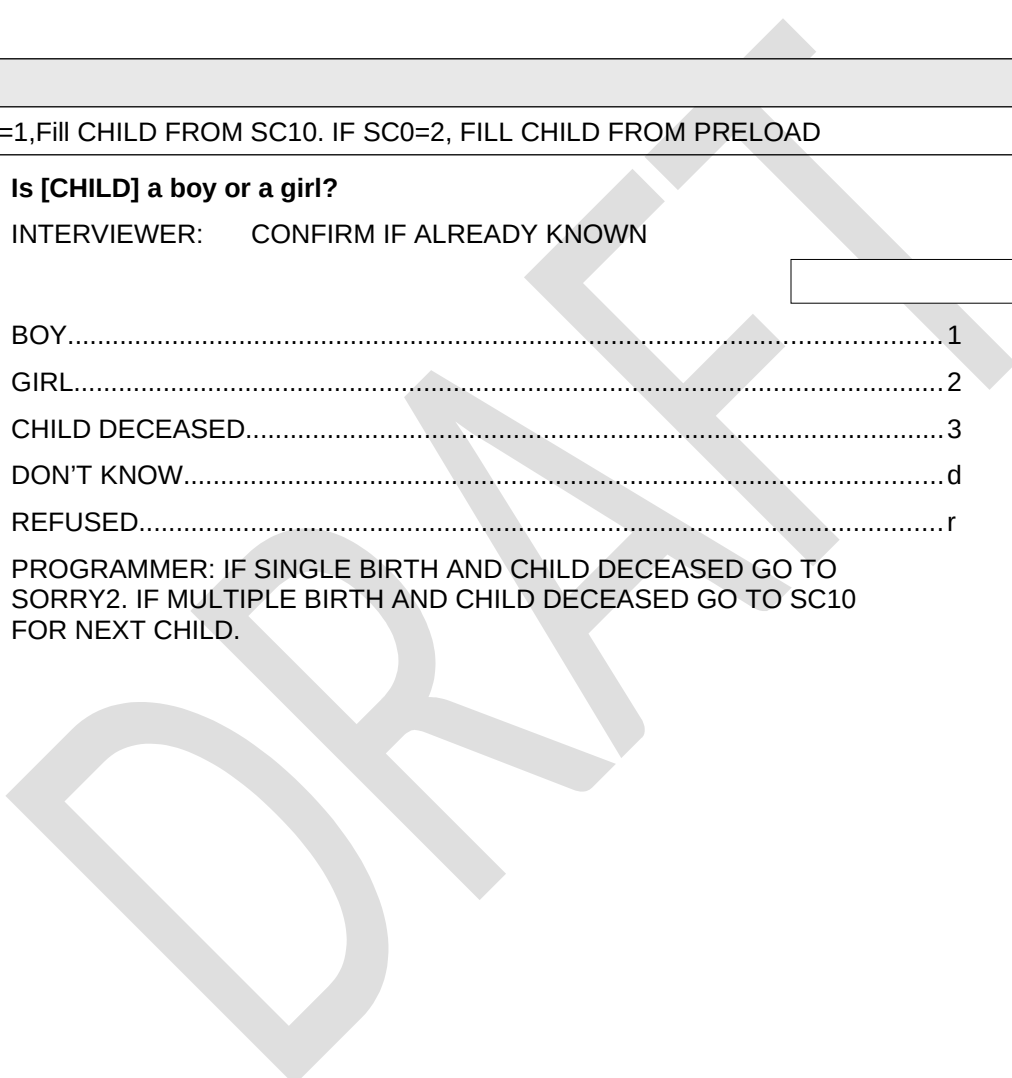 =1,Fill CHILD FROM SC10. IF SC0=2, FILL CHILD FROM PRELOAD
Is [CHILD] a boy or a girl?
INTERVIEWER: CONFIRM IF ALREADY KNOWN
BOY.......................................................................................................................1
GIRL......................................................................................................................2
CHILD DECEASED..............................................................................................3
DON’T KNOW.......................................................................................................d
REFUSED.............................................................................................................r
PROGRAMMER: IF SINGLE BIRTH AND CHILD DECEASED GO TO
SORRY2. IF MULTIPLE BIRTH AND CHILD DECEASED GO TO SC10
FOR NEXT CHILD.
DRAFT